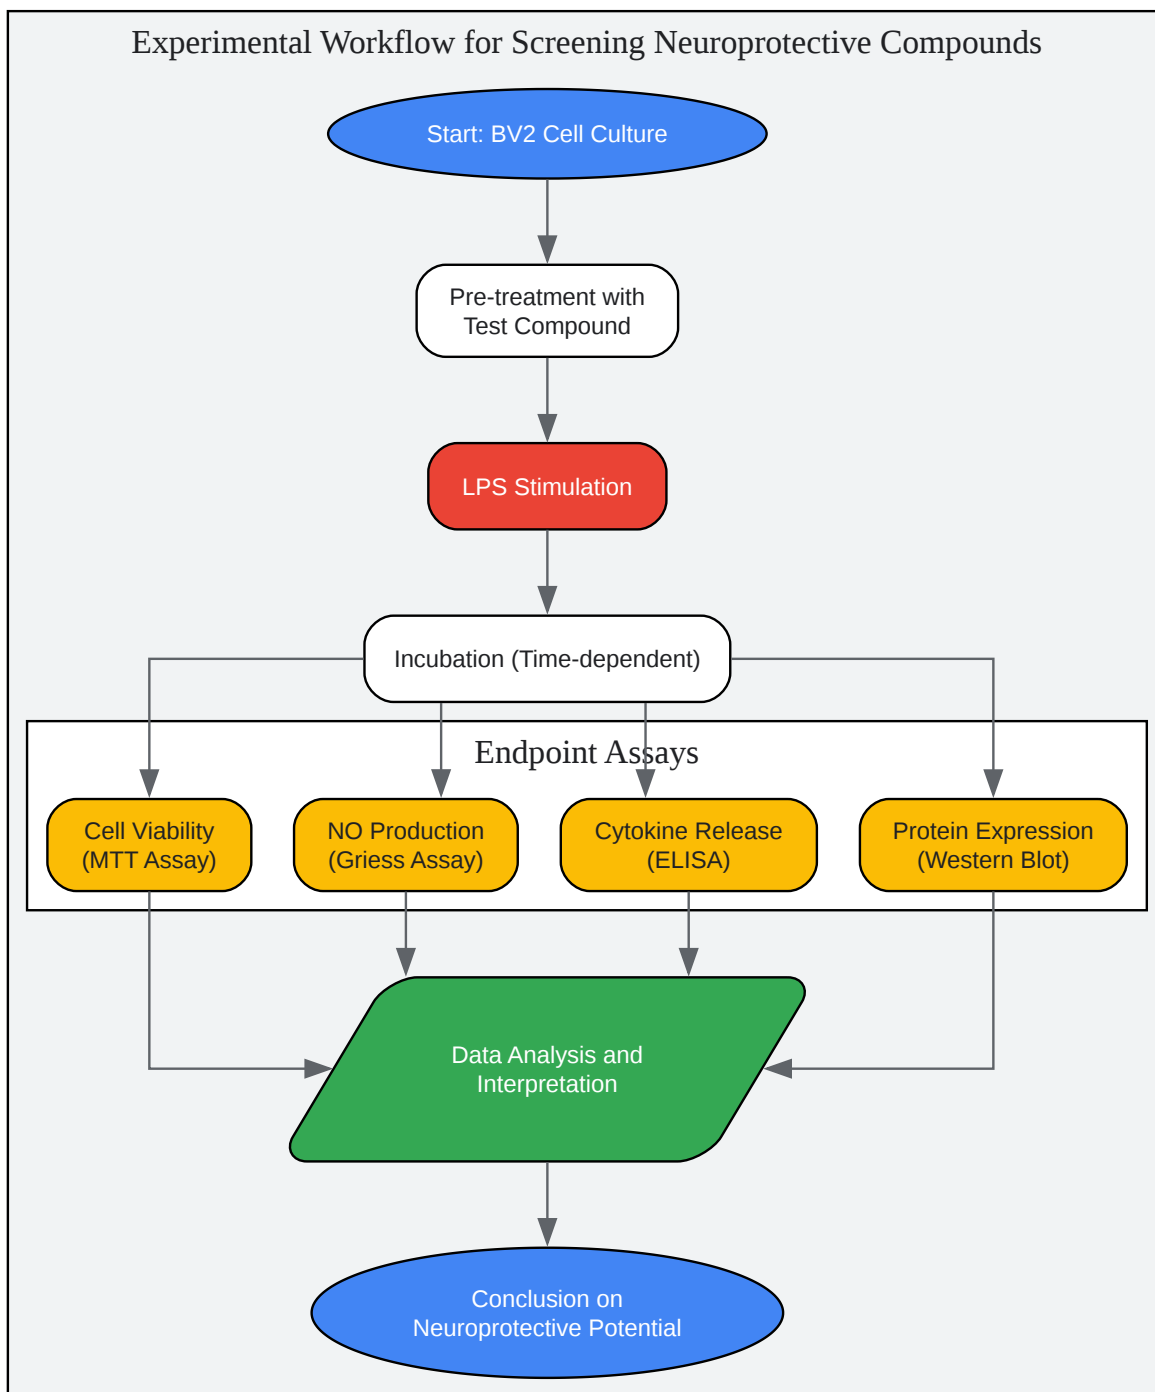 Experimental Workflow for Screening Neuroprotective Compounds
Start: BV2 Cell Culture
Pre-treatment with
Test Compound
LPS Stimulation
Incubation (Time-dependent)
Endpoint Assays
Cell Viability
(MTT Assay)
NO Production
(Griess Assay)
Cytokine Release
(ELISA)
Protein Expression
(Western Blot)
Data Analysis and
Interpretation
Conclusion on
Neuroprotective Potential